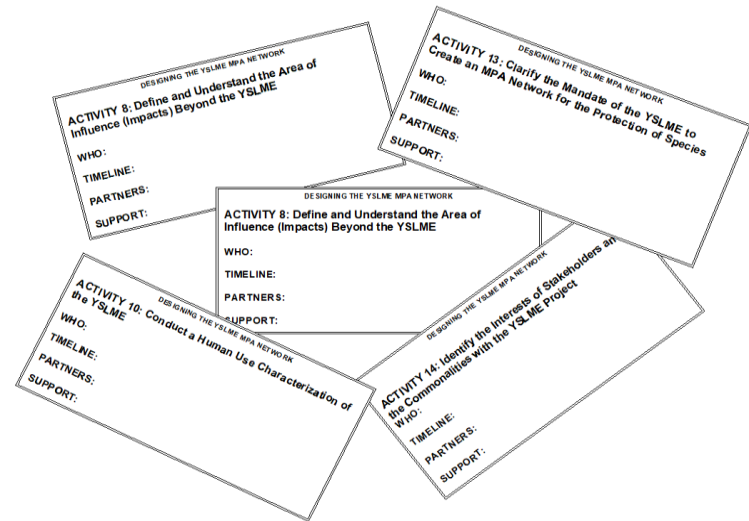 DESIGNING THE YSLME MPA NETWORK
ACTIVITY 8: Define and Understand the Area of
Influence (Impacts) Beyond the YSLME
WHO:
TIMELINE:
PARTNERS:
SUPPORT:
DESIGNING THE YSLME MPA NETWORK
ACTIVITY 13: Clarify the Mandate of the YSLME to
Create an MPA Network for the Protection of Species
WHO:
TIMELINE:
PARTNERS:
SUPPORT:
DESIGNING THE YSLME MPA NETWORK
ACTIVITY 8: Define and Understand the Area of
Influence (Impacts) Beyond the YSLME
WHO:
TIMELINE:
PARTNERS:
SUPPORT:
DESIGNING THE YSLME MPA NETWORK
ACTIVITY 10: Conduct a Human Use Characterization of
the YSLME
WHO:
TIMELINE:
PARTNERS:
SUPPORT:
DESIGNING THE YSLME MPA NETWORK
ACTIVITY 14: Identify the Interests of Stakeholders an
the Commonalities with the YSLME Project
WHO:
TIMELINE:
PARTNERS:
SUPPORT: